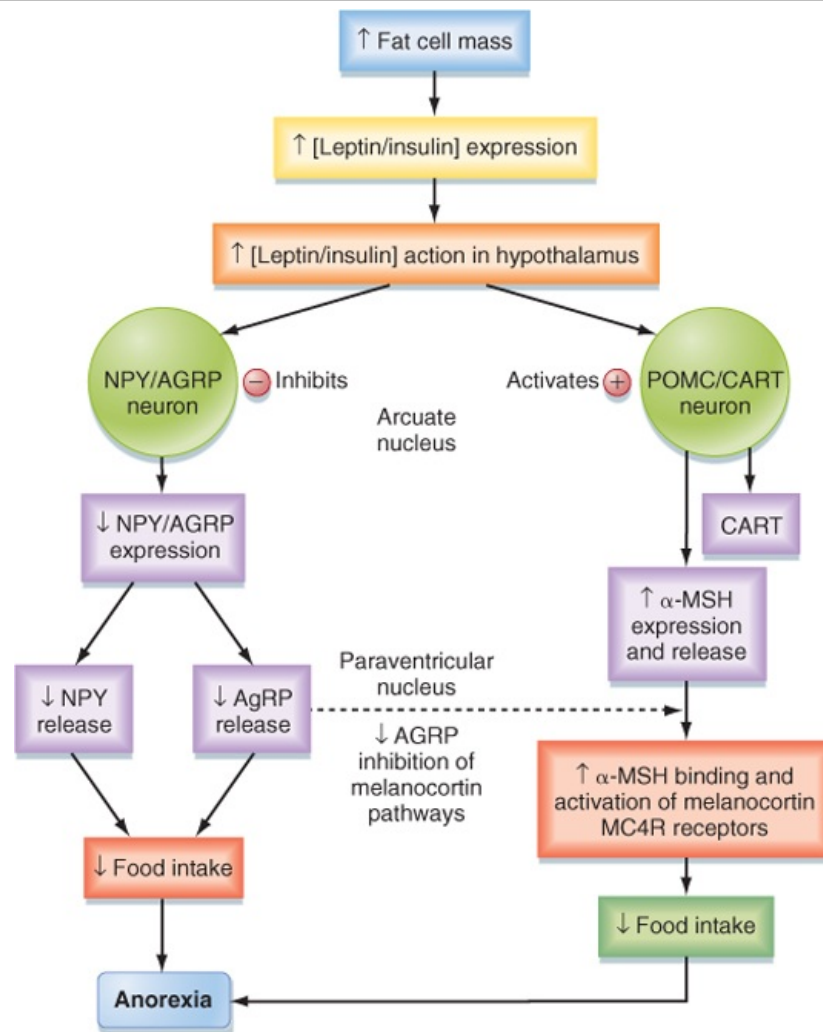 ↑ Fat cell mass
↑ [Leptin/insulin] expression
↑ [Leptin/insulin] action in hypothalamus
NPY/AGRP
neuron
− Inhibits
Activates +
POMC/CART
neuron
Arcuate
nucleus
↓ NPY/AGRP
expression
CART
↑ α-MSH
expression
and release
↓ NPY
release
↓ AgRP
release
Paraventricular
nucleus
↓ AGRP
inhibition of
melanocortin
pathways
↑ α-MSH binding and
activation of melanocortin
MC4R receptors
↓ Food intake
↓ Food intake
Anorexia